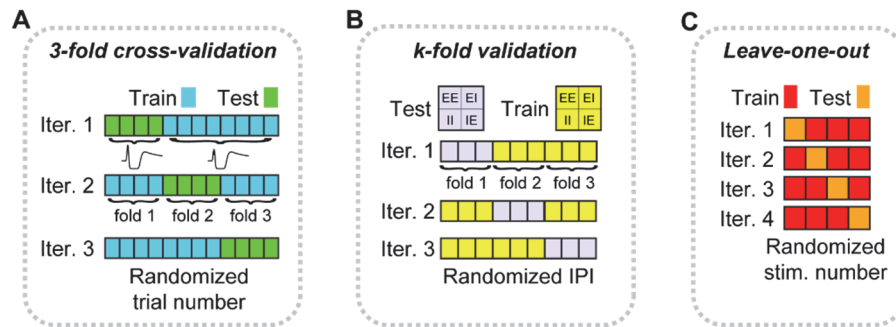 A
3-fold cross-validation
Train Test
Iter. 1
Iter. 2
fold 1 fold 2 fold 3
Iter. 3
Randomized
trial number
B
k-fold validation
Test EE EI II IE Train EE EI II IE
Iter. 1
fold 1 fold 2 fold 3
Iter. 2
Iter. 3
Randomized IPI
C
Leave-one-out
Train Test
Iter. 1
Iter. 2
Iter. 3
Iter. 4
Randomized
stim. number